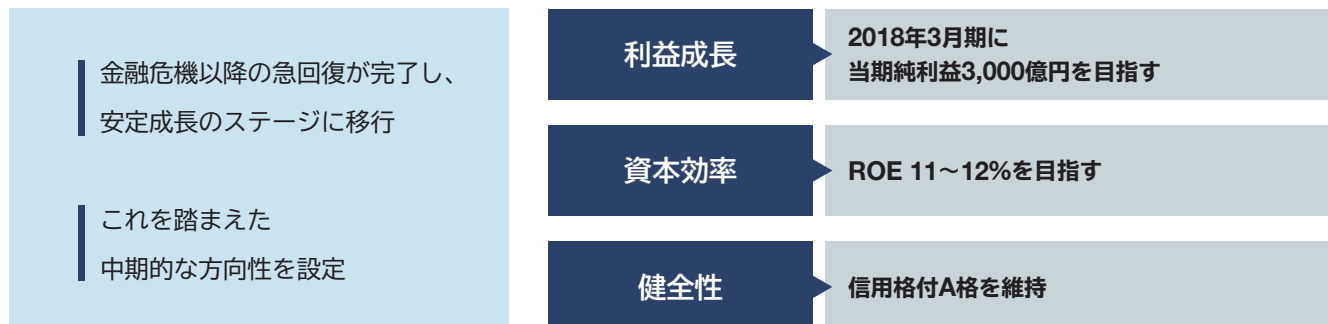 金融危機以降の急回復が完了し、
安定成長のステージに移行
これを踏まえた
中期的な方向性を設定
利益成長
2018年3月期に
当期純利益3,000億円を目指す
資本効率
ROE 11〜12%を目指す
健全性
信用格付A格を維持